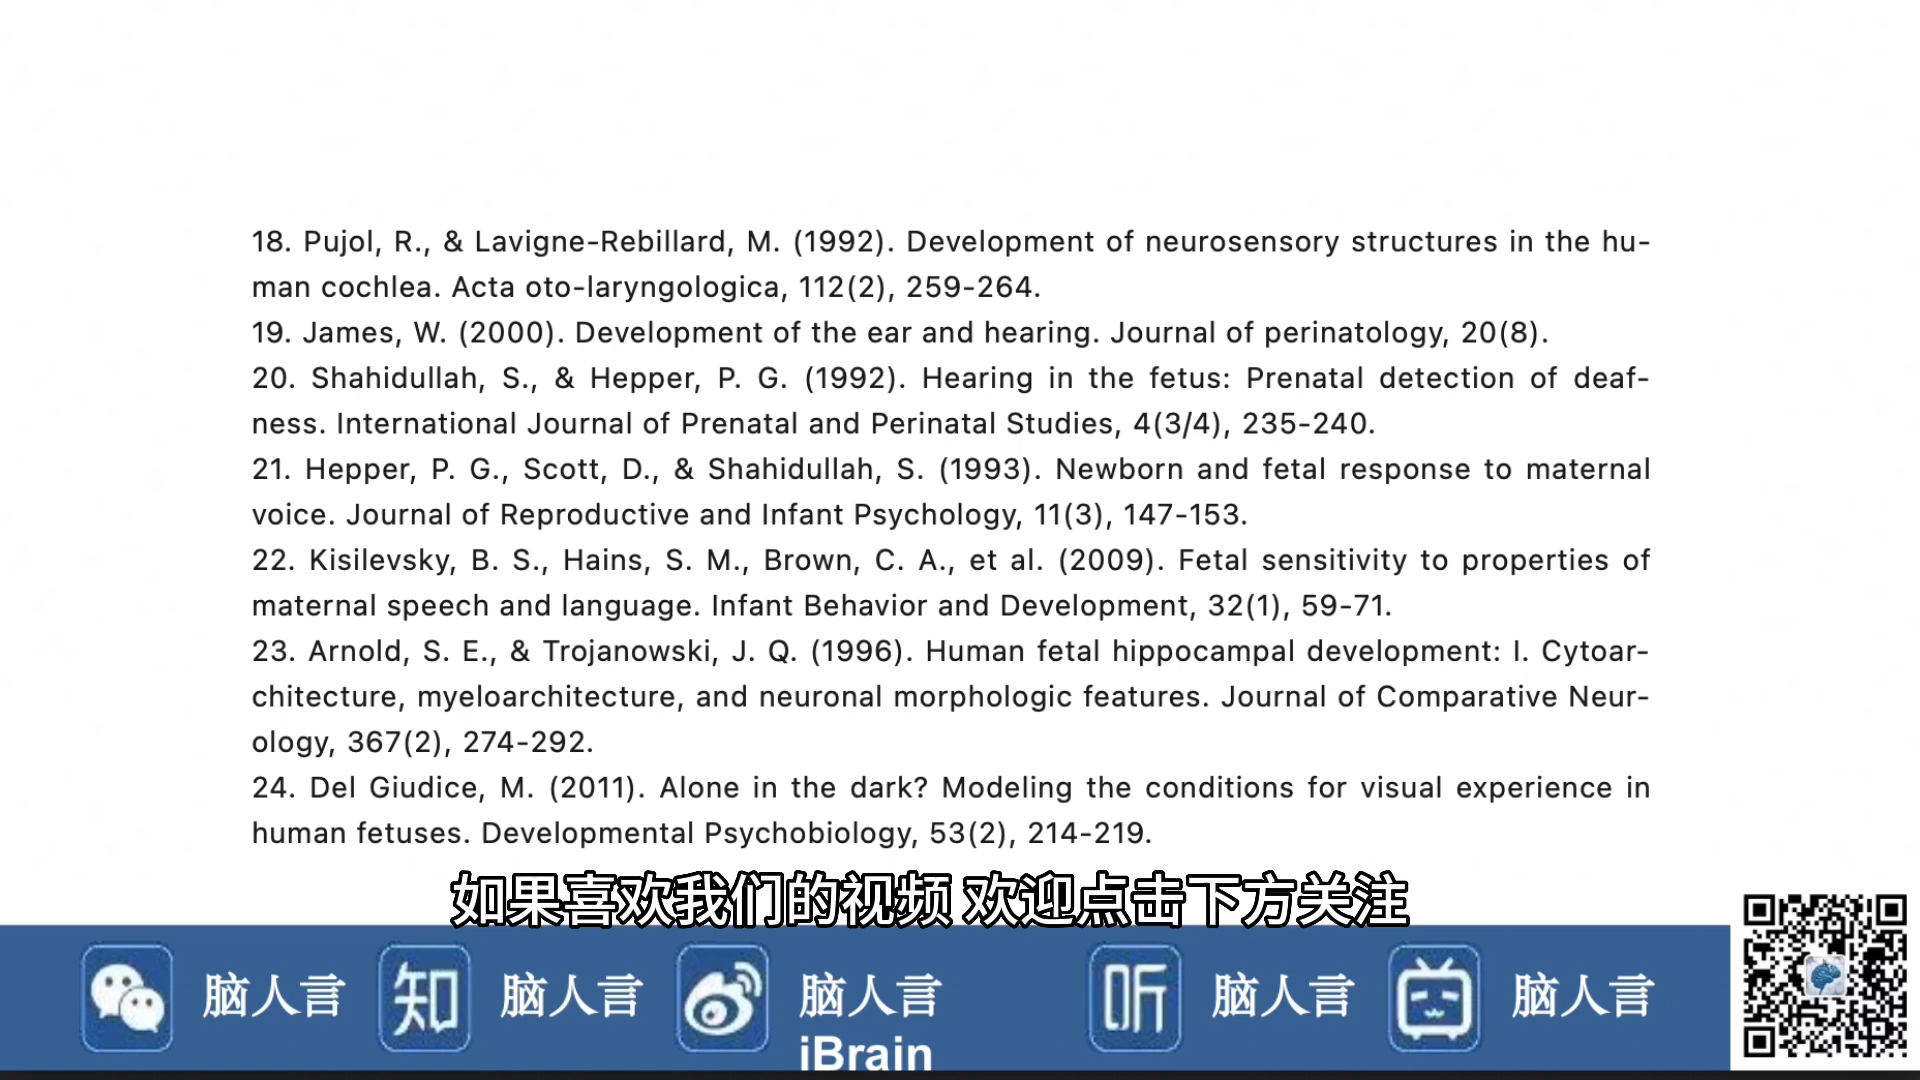 18. Pujol, R., & Lavigne-Rebillard, M. (1992). Development of neurosensory structures in the hu-
man cochlea. Acta oto-laryngologica, 112(2), 259-264.
19. James, W. (2000). Development of the ear and hearing. Journal of perinatology, 20(8).
20. Shahidullah, S., & Hepper, P. G. (1992). Hearing in the fetus: Prenatal detection of deaf-
ness. International Journal of Prenatal and Perinatal Studies, 4(3/4), 235-240.
21. Hepper, P. G., Scott, D., & Shahidullah, S. (1993). Newborn and fetal response to maternal
voice. Journal of Reproductive and Infant Psychology, 11(3), 147-153.
22. Kisilevsky, B. S., Hains, S. M., Brown, C. A., et al. (2009). Fetal sensitivity to properties of
maternal speech and language. Infant Behavior and Development, 32(1), 59-71.
23. Arnold, S. E., & Trojanowski, J. Q. (1996). Human fetal hippocampal development: I. Cytoar-
chitecture, myeloarchitecture, and neuronal morphologic features. Journal of Comparative Neur-
ology, 367(2), 274-292.
24. Del Giudice, M. (2011). Alone in the dark? Modeling the conditions for visual experience in
human fetuses. Developmental Psychobiology, 53(2), 214-219.
如果喜欢我们的视频 欢迎点击下方关注
脑人言 知 脑人言 脑人言 听 脑人言 脑人言
iBrain